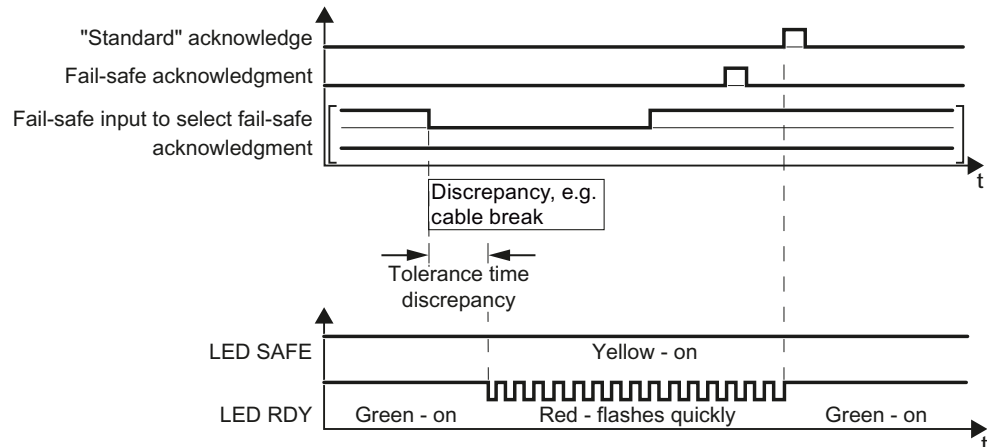 "Standard" acknowledge
Fail-safe acknowledgment
Fail-safe input to select fail-safe
acknowledgment
t
Discrepancy, e.g.
cable break
Tolerance time
discrepancy
LED SAFE
Yellow - on
LED RDY
Green - on
Red - flashes quickly
Green - on
t